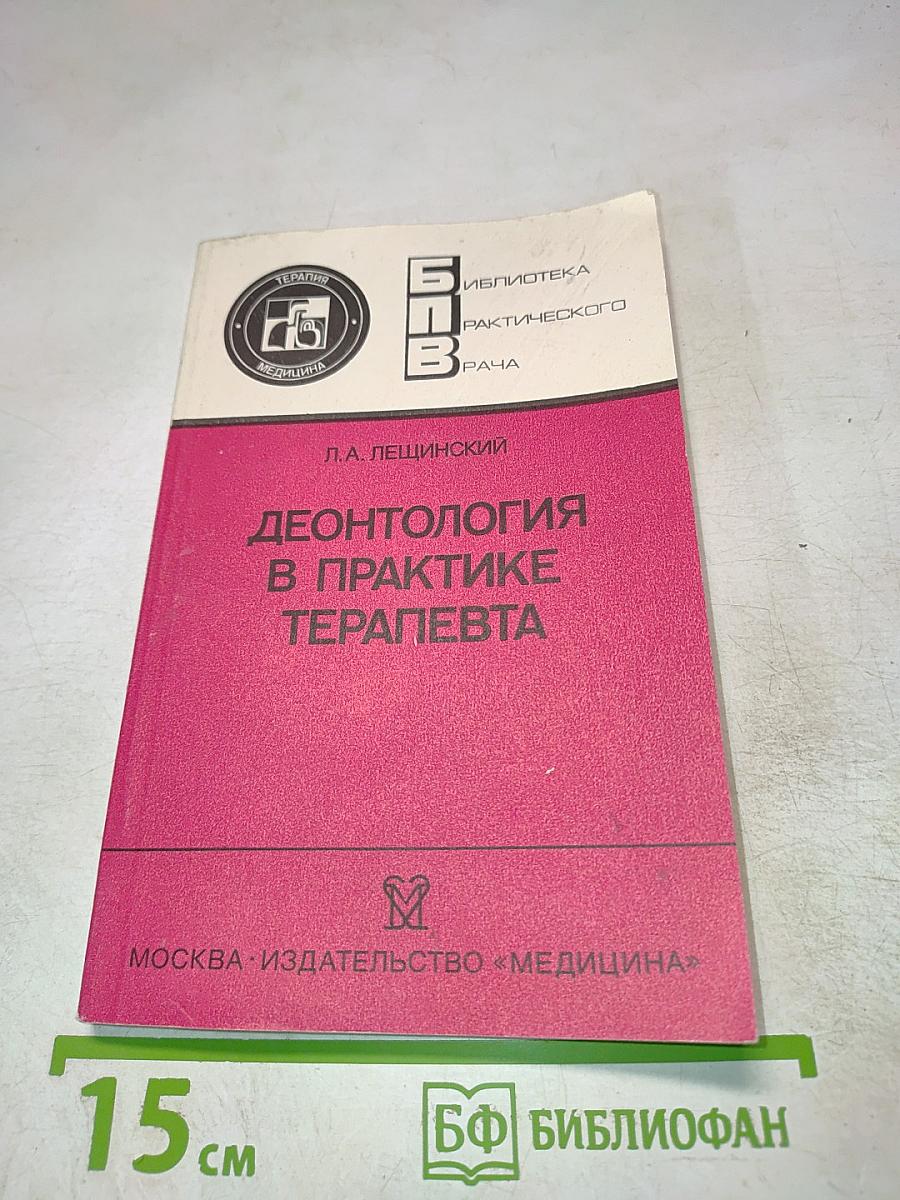 ТЕРАПИЯ
МЕДИЦИНА
БИБЛИОТЕКА
ПРАКТИЧЕСКОГО
ВРАЧА
Л.А. ЛЕЩИНСКИЙ
ДЕОНТОЛОГИЯ
В ПРАКТИКЕ
ТЕРАПЕВТА
МОСКВА · ИЗДАТЕЛЬСТВО «МЕДИЦИНА»
15 см
БФ БИБЛИОФАН